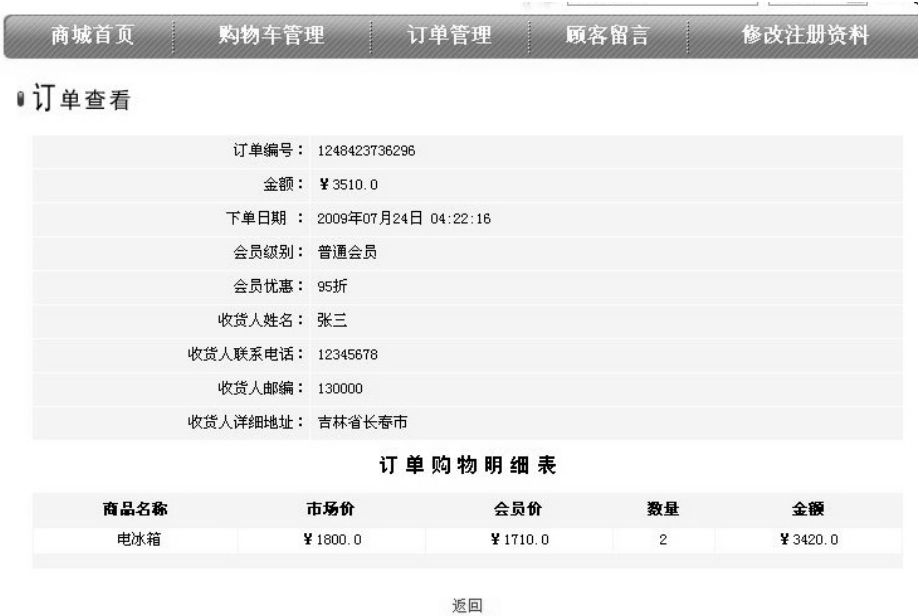 商城首页 购物车管理 订单管理 顾客留言 修改注册资料
订单查看
订单编号： 1248423736296
金额： ￥3510.0
下单日期 ： 2009年07月24日 04:22:16
会员级别： 普通会员
会员优惠： 95折
收货人姓名： 张三
收货人联系电话： 12345678
收货人邮编： 130000
收货人详细地址： 吉林省长春市
订单购物明细表
商品名称 市场价 会员价 数量 金额
电冰箱 ￥1800.0 ￥1710.0 2 ￥3420.0
返回